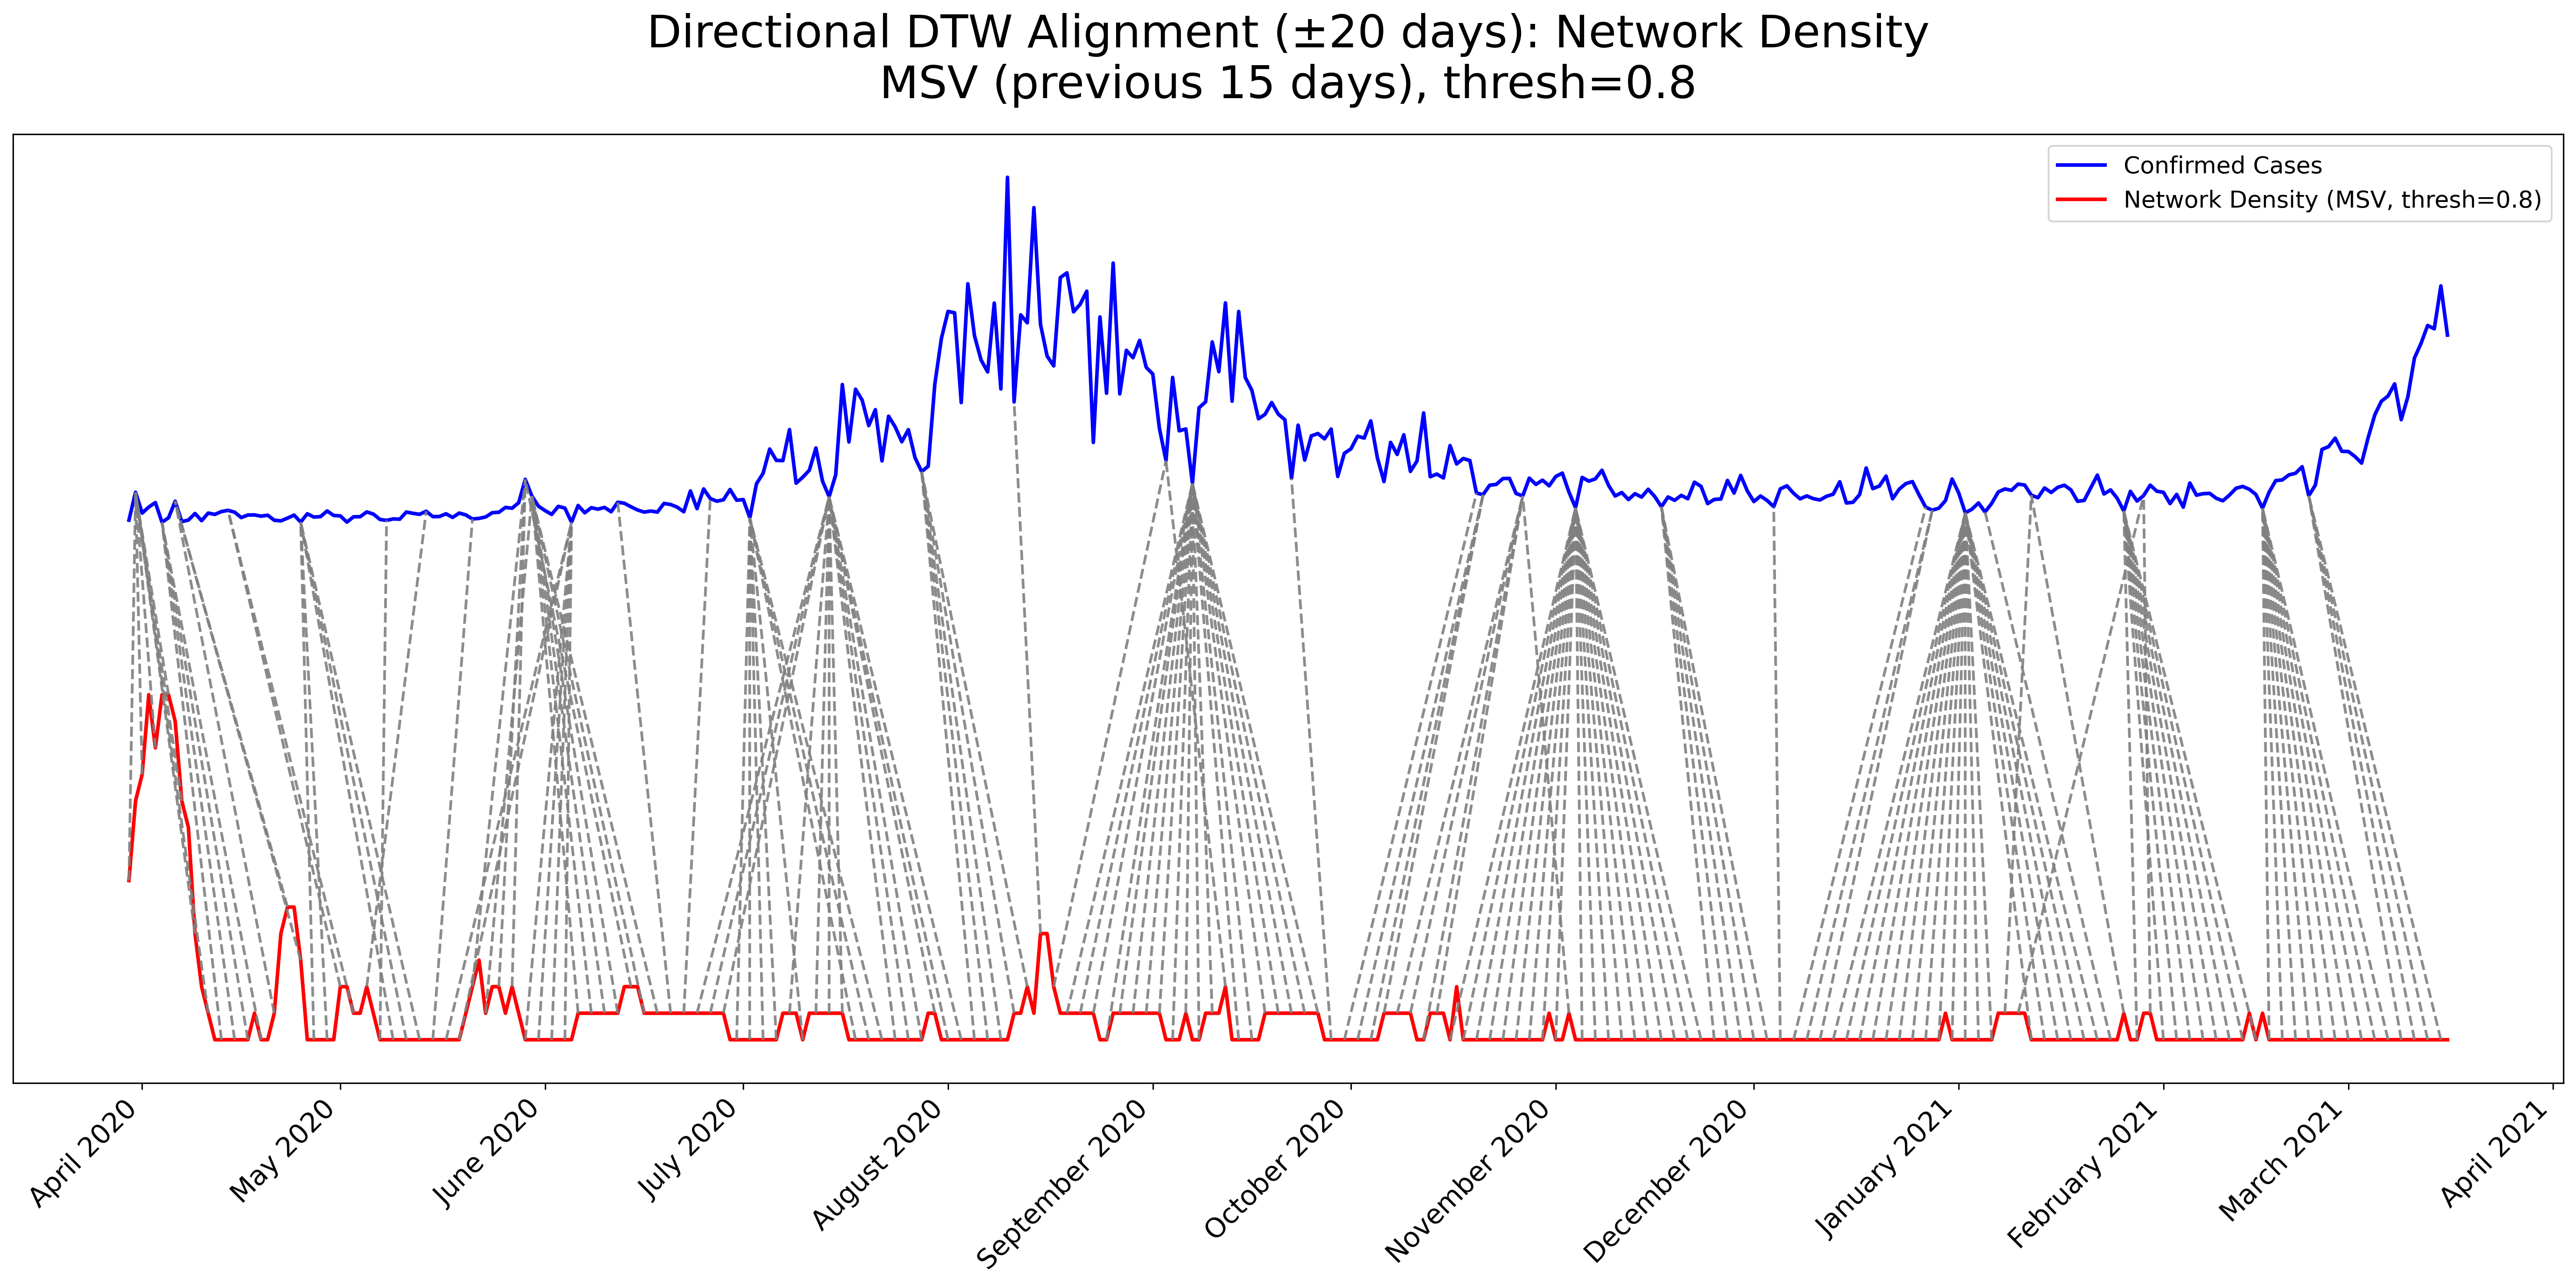 Directional DTW Alignment (±20 days): Network Density
MSV (previous 15 days), thresh=0.8
Confirmed Cases
Network Density (MSV, thresh=0.8)
April 2020
May 2020
June 2020
July 2020
August 2020
September 2020
October 2020
November 2020
December 2020
January 2021
February 2021
March 2021
April 2021